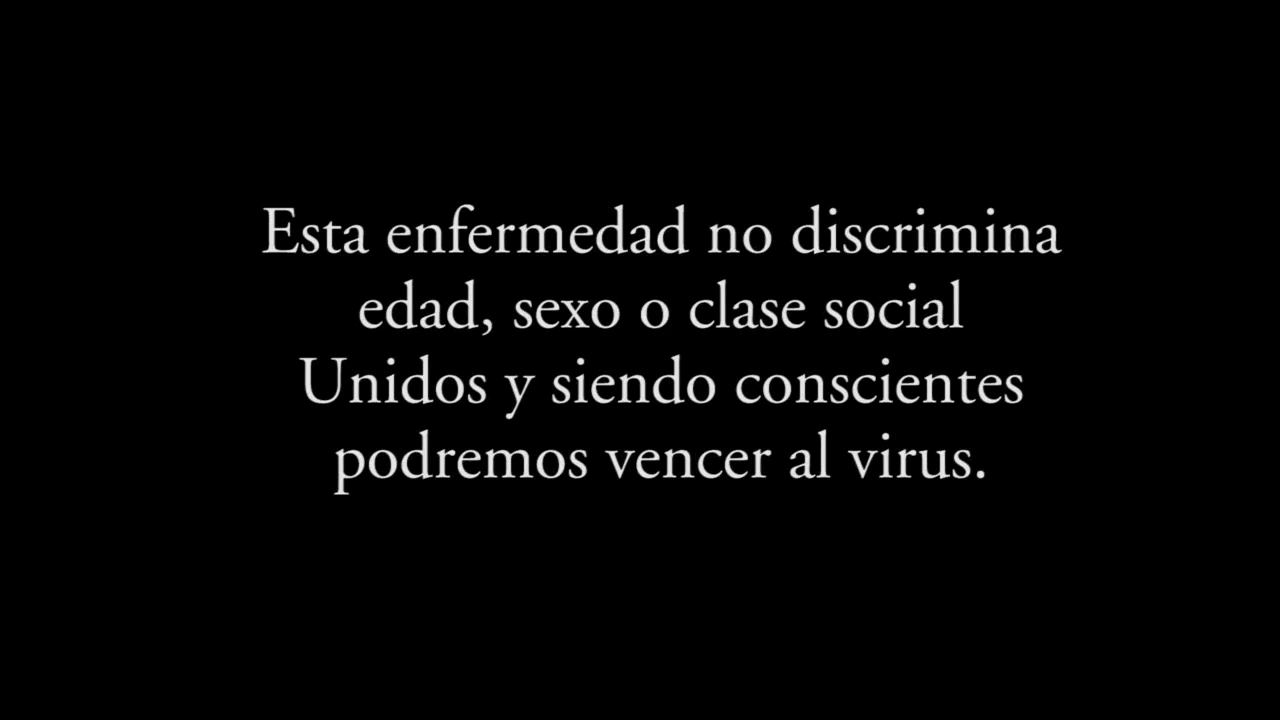 Esta enfermedad no discrimina
edad, sexo o clase social
Unidos y siendo conscientes
podremos vencer al virus.